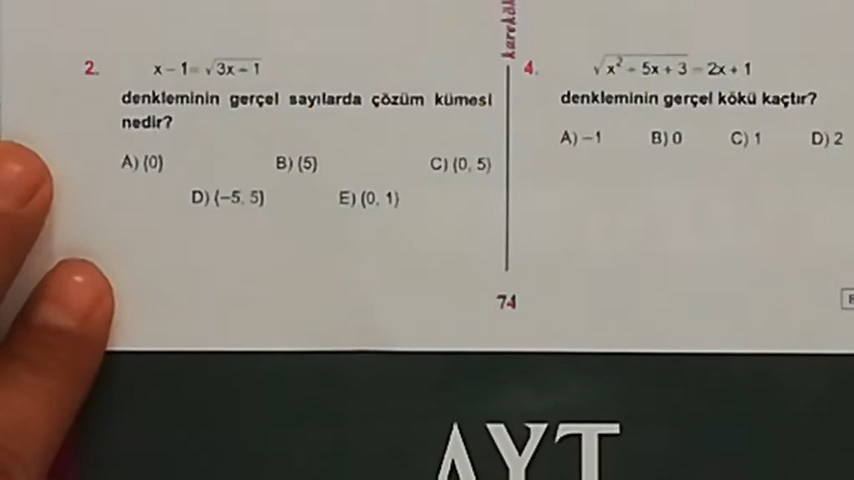 karekök
2. x – 1 = √3x – 1
denkleminin gerçel sayılarda çözüm kümesi
nedir?
A) {0} B) {5} C) {0, 5}
D) {–5, 5} E) {0, 1}
4. √x² + 5x + 3 = 2x + 1
denkleminin gerçel kökü kaçtır?
A) –1 B) 0 C) 1 D) 2
74
AYT